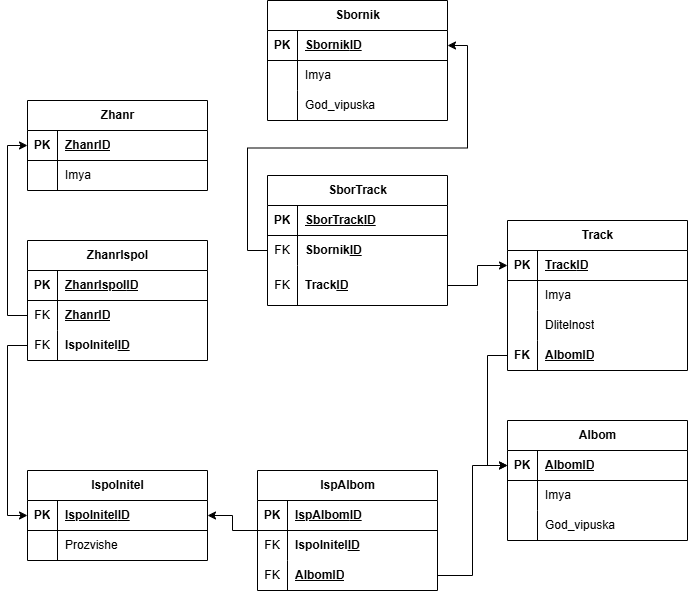 Sbornik
PK SbornikID
Imya
God_vipuska
Zhanr
PK ZhanrID
Imya
SborTrack
PK SborTrackID
FK SbornikID
FK TrackID
Track
PK TrackID
Imya
Dlitelnost
FK AlbomID
ZhanrIspol
PK ZhanrIspolID
FK ZhanrID
FK IspolnitelID
Albom
PK AlbomID
Imya
God_vipuska
Ispolnitel
PK IspolnitelID
Prozvishe
IspAlbom
PK IspAlbomID
FK IspolnitelID
FK AlbomID